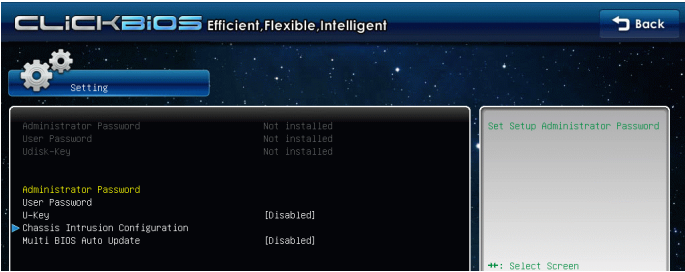 CLiCKBIOS Efficient,Flexible,Intelligent
Back
Setting
Administrator Password Not installed
User Password Not installed
Udisk-Key Not installed
Administrator Password
User Password
U-Key [Disabled]
Chassis Intrusion Configuration
Multi BIOS Auto Update [Disabled]
Set Setup Administrator Password
: Select Screen